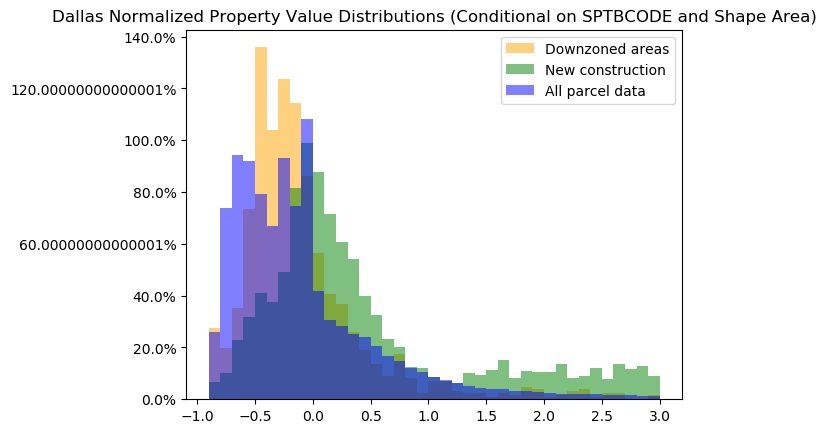 Dallas Normalized Property Value Distributions (Conditional on SPTBCODE and Shape Area)
140.0%
120.00000000000001%
100.0%
80.0%
60.00000000000001%
40.0%
20.0%
0.0%
Downzoned areas
New construction
All parcel data
−1.0 −0.5 0.0 0.5 1.0 1.5 2.0 2.5 3.0